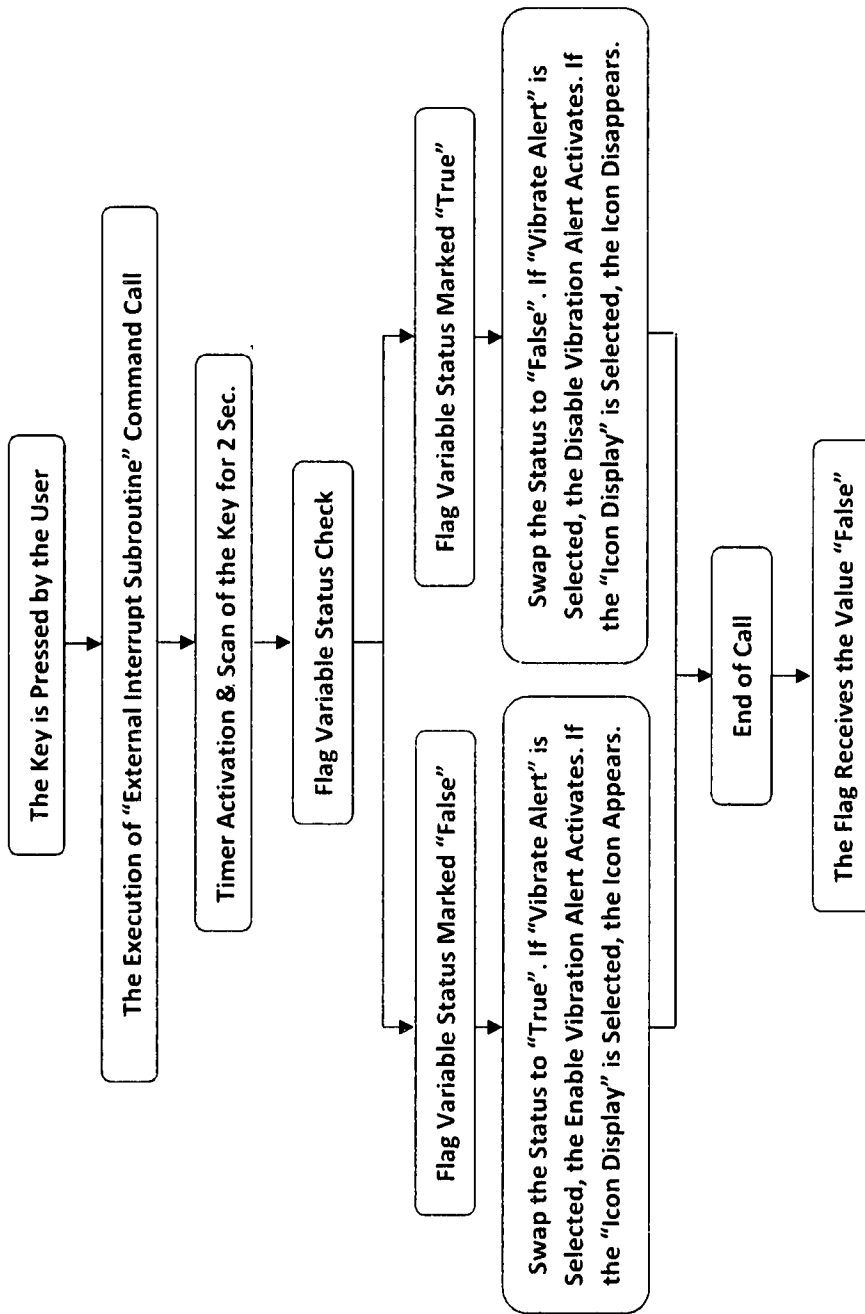 The Key is Pressed by the User
The Execution of “External Interrupt Subroutine” Command Call
Timer Activation & Scan of the Key for 2 Sec.
Flag Variable Status Check
Flag Variable Status Marked “False”
Flag Variable Status Marked “True”
Swap the Status to “True”. If “Vibrate Alert” is
Selected, the Enable Vibration Alert Activates. If
the “Icon Display” is Selected, the Icon Appears.
Swap the Status to “False”. If “Vibrate Alert” is
Selected, the Disable Vibration Alert Activates. If
the “Icon Display” is Selected, the Icon Disappears.
End of Call
The Flag Receives the Value “False”